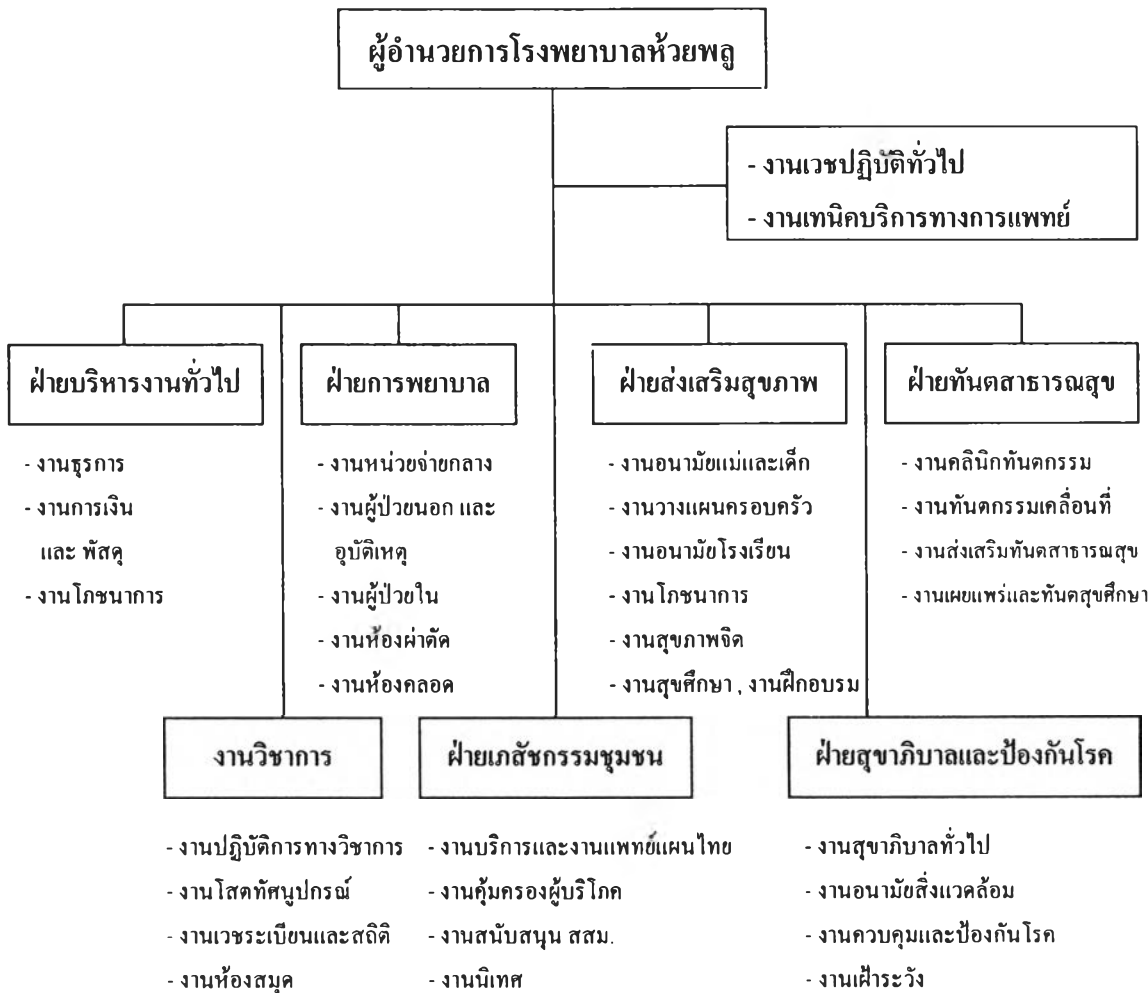 ผู้อำนวยการโรงพยาบาลห้วยพลู
- งานเวชปฏิบัติทั่วไป
- งานเทนิคบริการทางการแพทย์
ฝ่ายบริหารงานทั่วไป
- งานธุรการ
- งานการเงิน
และ พัสดุ
- งานโภชนาการ
ฝ่ายการพยาบาล
- งานหน่วยจ่ายกลาง
- งานผู้ป่วยนอก และ
อุบัติเหตุ
- งานผู้ป่วยใน
- งานห้องผ่าตัด
- งานห้องคลอด
ฝ่ายส่งเสริมสุขภาพ
- งานอนามัยแม่และเด็ก
- งานวางแผนครอบครัว
- งานอนามัยโรงเรียน
- งานโภชนาการ
- งานสุขภาพจิต
- งานสุขศึกษา , งานฝึกอบรม
ฝ่ายทันตสาธารณสุข
- งานคลินิกทันตกรรม
- งานทันตกรรมเคลื่อนที่
- งานส่งเสริมทันตสาธารณสุข
- งานเผยแพร่และทันตสุขศึกษา
งานวิชาการ
- งานปฏิบัติการทางวิชาการ
- งานโสตทัศนูปกรณ์
- งานเวชระเบียนและสถิติ
- งานห้องสมุด
ฝ่ายเภสัชกรรมชุมชน
- งานบริการและงานแพทย์แผนไทย
- งานคุ้มครองผู้บริโภค
- งานสนับสนุน สสม.
- งานนิเทศ
ฝ่ายสุขาภิบาลและป้องกันโรค
- งานสุขาภิบาลทั่วไป
- งานอนามัยสิ่งแวดล้อม
- งานควบคุมและป้องกันโรค
- งานเฝ้าระวัง